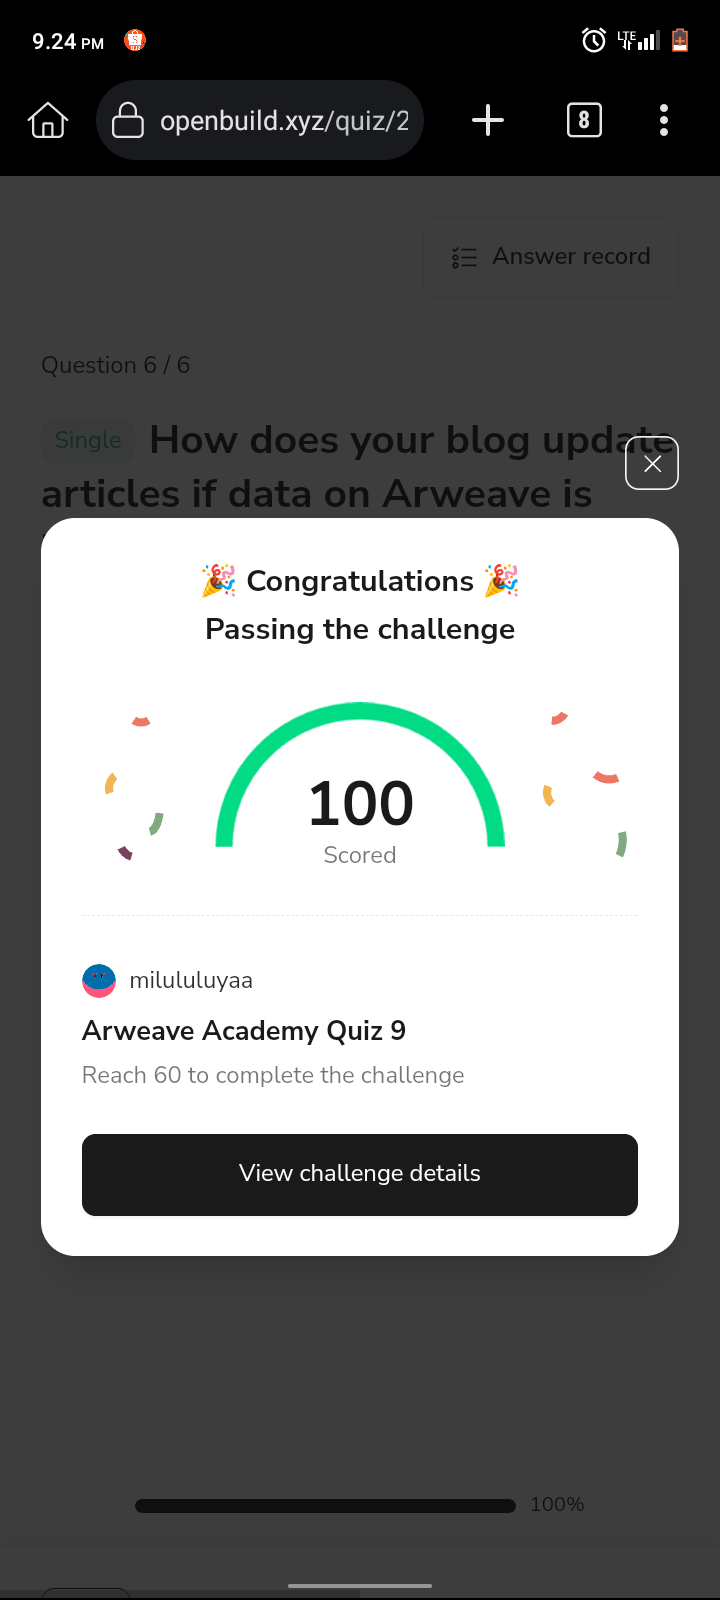 9.24 PM
LTE
openbuild.xyz/quiz/2
8
Answer record
Question 6 / 6
Single How does your blog update
articles if data on Arweave is
🎉 Congratulations 🎉
Passing the challenge
100
Scored
milululuyaa
Arweave Academy Quiz 9
Reach 60 to complete the challenge
View challenge details
100%